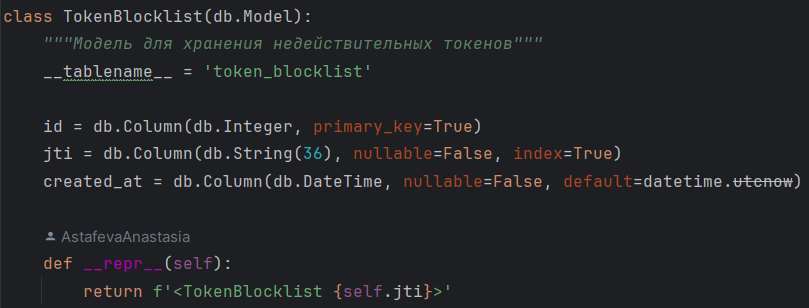 class TokenBlocklist(db.Model):
    """Модель для хранения недействительных токенов"""
    __tablename__ = 'token_blocklist'
    id = db.Column(db.Integer, primary_key=True)
    jti = db.Column(db.String(36), nullable=False, index=True)
    created_at = db.Column(db.DateTime, nullable=False, default=datetime.utcnow)
    AstafevaAnastasia
    def __repr__(self):
        return f'<TokenBlocklist {self.jti}>'